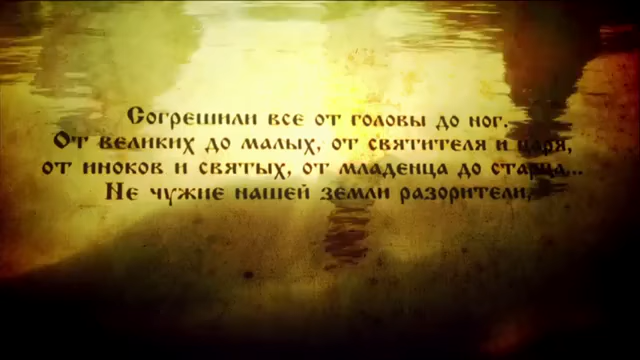 Согрешили все от головы до ног.
От великих до малых, от святителя и царя,
от иноков и святых, от младенца до старца...
Не чужие нашей земли разорители,